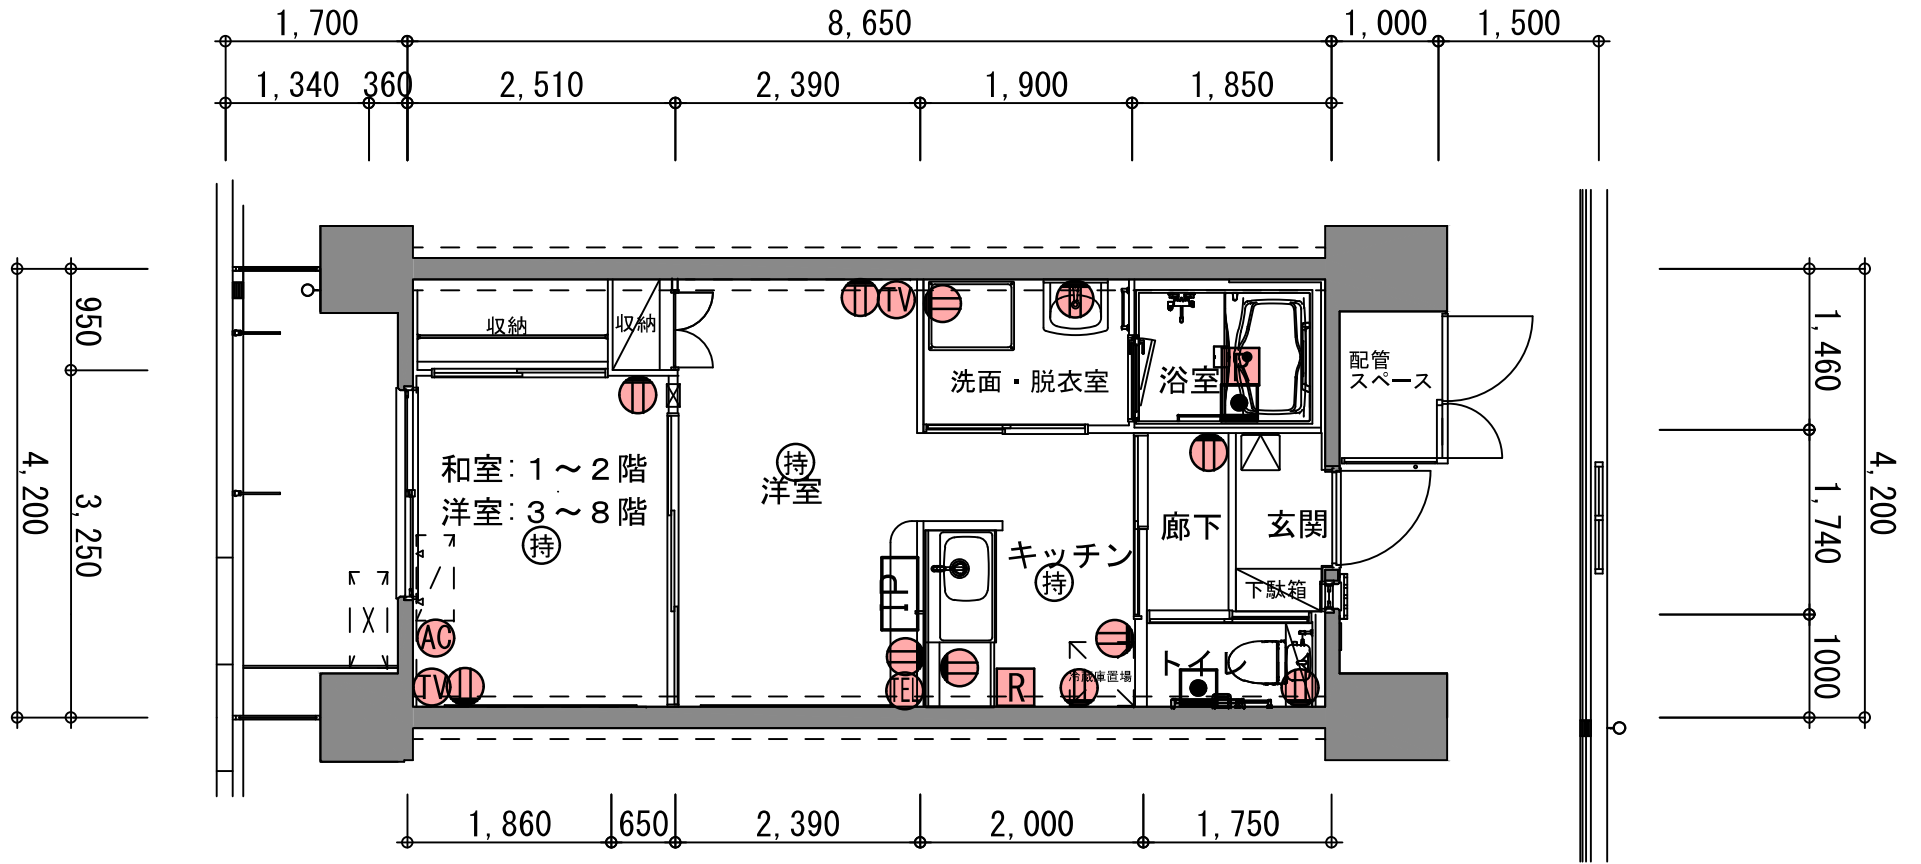 1,700
8,650
1,000
1,500
1,340
360
2,510
2,390
1,900
1,850
950
3,250
4,200
1,460
1,740
1000
4,200
収納
収納
TV
洗面・脱衣室
浴室
R
配管
スペース
和室:1〜2階
洋室:3〜8階
持
持
洋室
キッチン
持
廊下
玄関
下駄箱
IP
AC
TV
TEL
R
冷蔵庫置場
トイレ
1,860
650
2,390
2,000
1,750